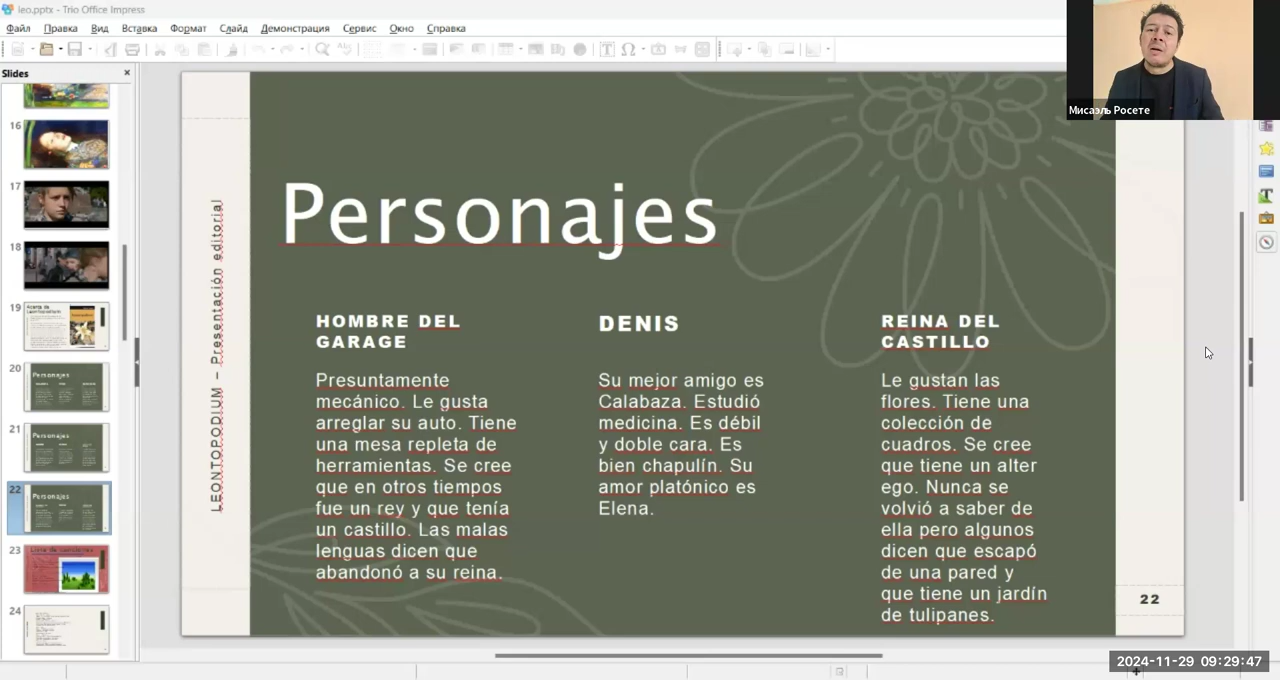 leo.pptx - Trio Office Impress
Файл Правка Вид Вставка Формат Слайд Демонстрация Сервис Окно Справка
Slides
16
17
18
19
20
Personajes
21
Personajes
22
Personajes
23
24
LEONTOPODIUM – Presentación editorial
Personajes
HOMBRE DEL
GARAGE
Presuntamente
mecánico. Le gusta
arreglar su auto. Tiene
una mesa repleta de
herramientas. Se cree
que en otros tiempos
fue un rey y que tenía
un castillo. Las malas
lenguas dicen que
abandonó a su reina.
DENIS
Su mejor amigo es
Calabaza. Estudió
medicina. Es débil
y doble cara. Es
bien chapulín. Su
amor platónico es
Elena.
REINA DEL
CASTILLO
Le gustan las
flores. Tiene una
colección de
cuadros. Se cree
que tiene un alter
ego. Nunca se
volvió a saber de
ella pero algunos
dicen que escapó
de una pared y
que tiene un jardín
de tulipanes.
22
Мисаэль Росете
2024-11-29 09:29:47